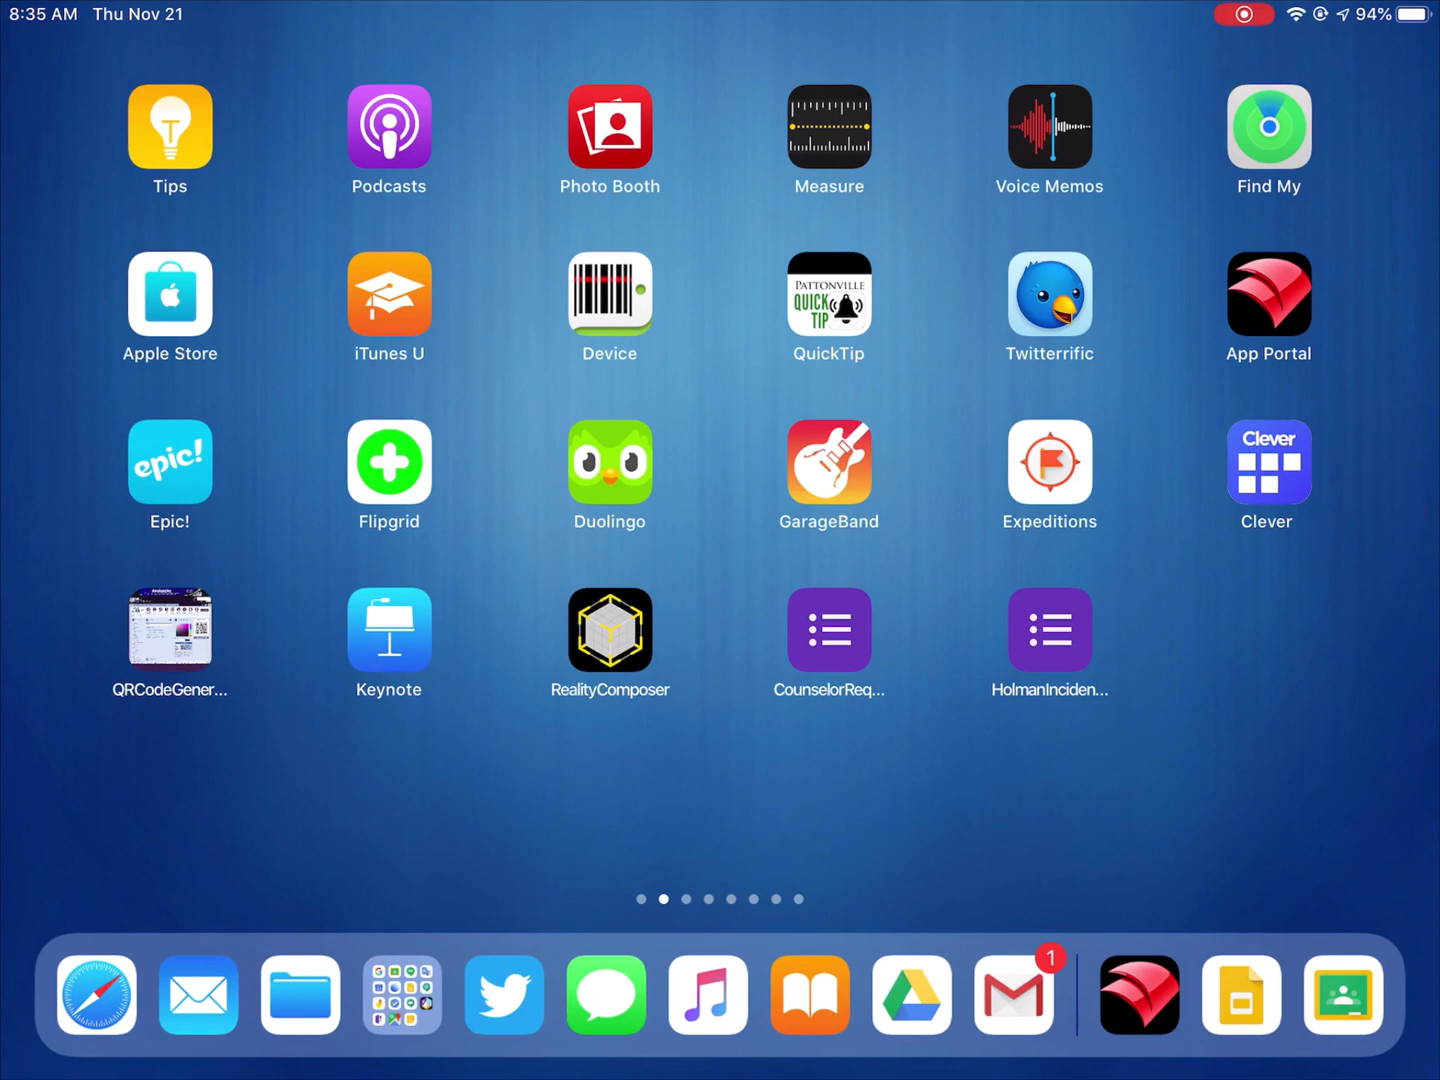 8:35 AM Thu Nov 21
94%
Tips
Podcasts
Photo Booth
Measure
Voice Memos
Find My
PATTONVILLE
QUICK
TIP
Apple Store
iTunes U
Device
QuickTip
Twitterrific
App Portal
epic!
Clever
Epic!
Flipgrid
Duolingo
GarageBand
Expeditions
Clever
QRCodeGener...
Keynote
RealityComposer
CounselorReq...
HolmanInciden...
1